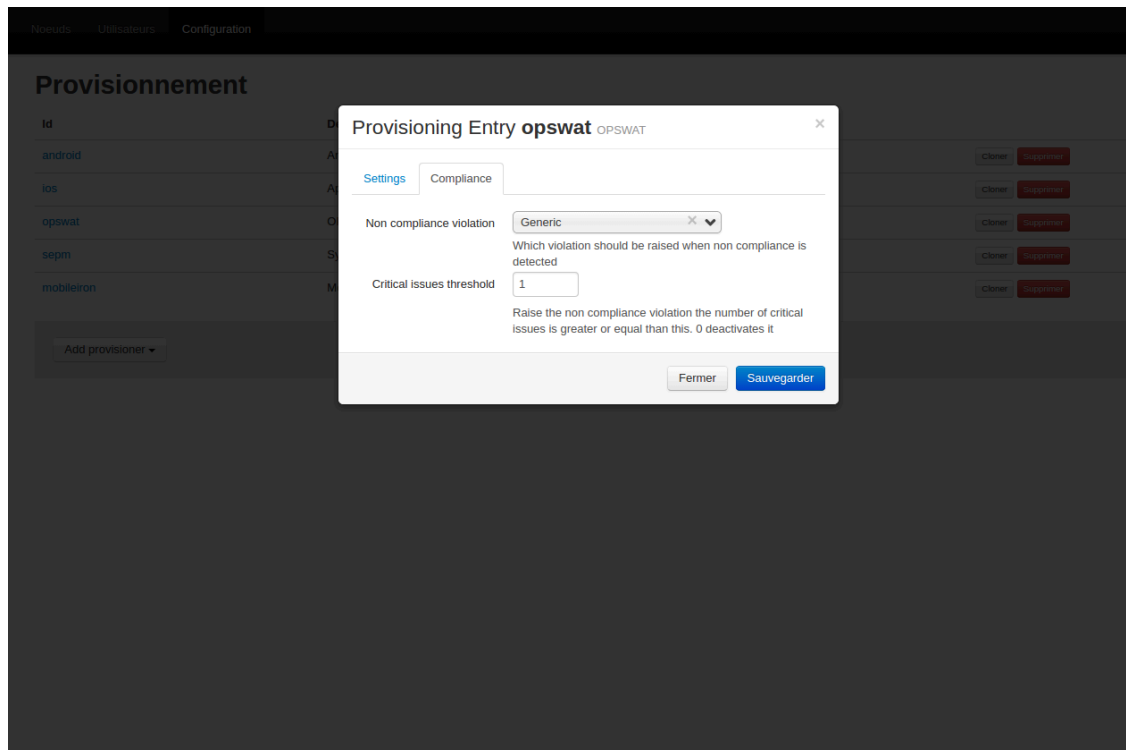 Noeuds Utilisateurs Configuration
Provisionnement
Id
Provisioning Entry opswat OPSWAT ×
android
Cloner Supprimer
Settings Compliance
ios
Cloner Supprimer
opswat
Non compliance violation Generic ×
Cloner Supprimer
Which violation should be raised when non compliance is
detected
sepm
Cloner Supprimer
mobileiron
Critical issues threshold 1
Cloner Supprimer
Raise the non compliance violation the number of critical
issues is greater or equal than this. 0 deactivates it
Add provisioner
Fermer Sauvegarder